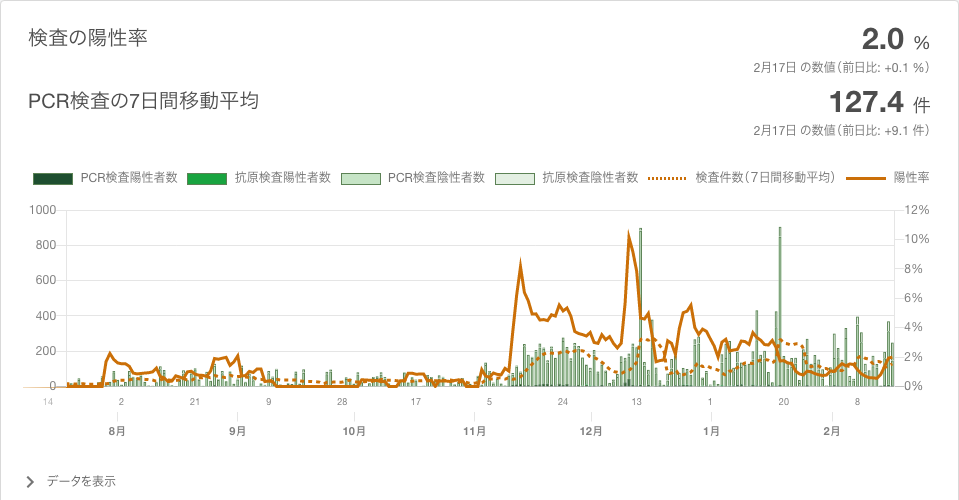 検査の陽性率
2.0 %
2月17日 の数値（前日比: +0.1 %）
PCR検査の7日間移動平均
127.4 件
2月17日 の数値（前日比: +9.1 件）
PCR検査陽性者数 抗原検査陽性者数 PCR検査陰性者数 抗原検査陰性者数 検査件数（7日間移動平均） 陽性率
1000 12%
10%
800
8%
600
6%
400
4%
200
2%
0 0%
14 2 21 9 28 17 5 24 13 1 20 8
8月 9月 10月 11月 12月 1月 2月
データを表示